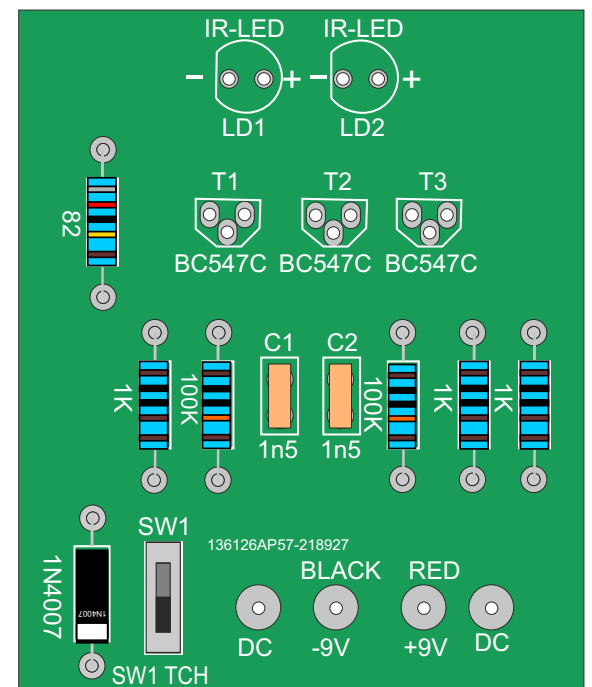 IR-LED IR-LED
- + - +
LD1 LD2
T1 T2 T3
82
BC547C BC547C BC547C
C1 C2
1K 100K 100K 1K 1K
1n5 1n5
SW1
136126AP57-218927
1N4007
1N4007
BLACK RED
DC -9V +9V DC
SW1 TCH